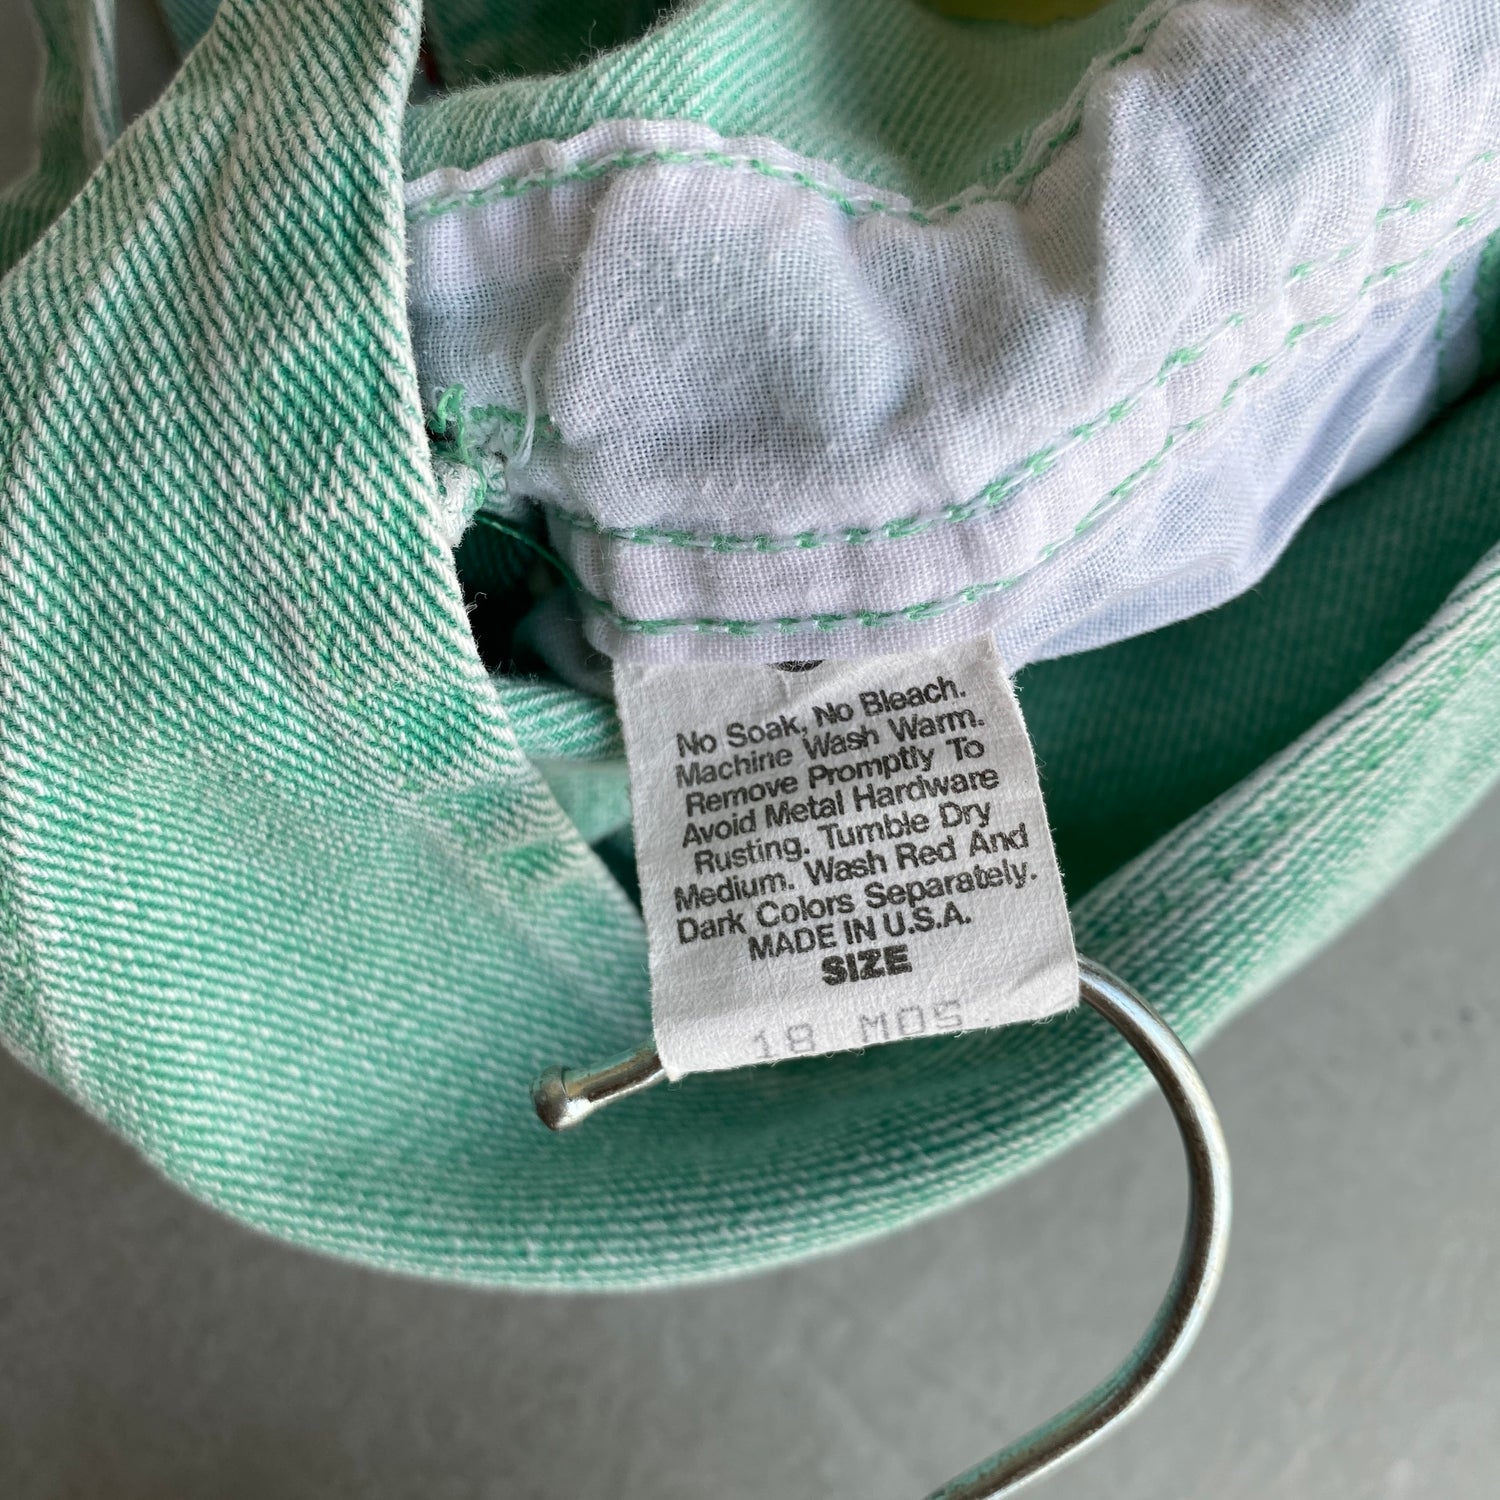 No Soak, No Bleach.
Machine Wash Warm.
Remove Promptly To
Avoid Metal Hardware
Rusting. Tumble Dry
Medium. Wash Red And
Dark Colors Separately.
MADE IN U.S.A.
SIZE
18 MOS.